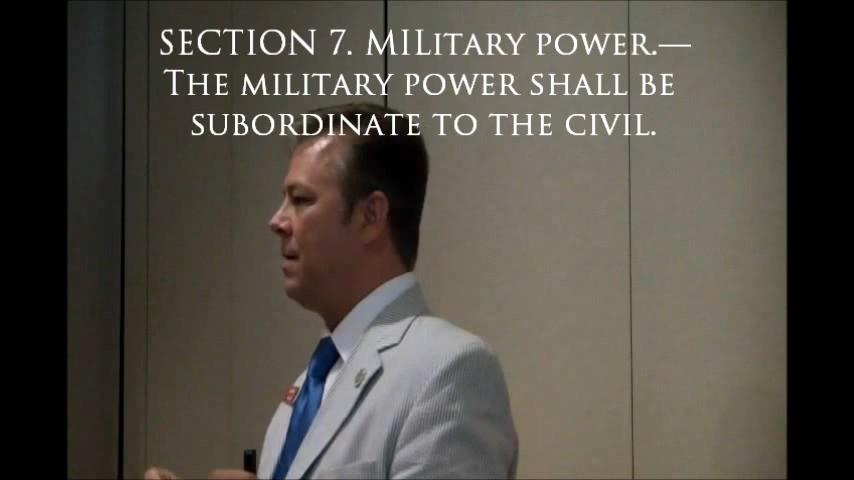 SECTION 7. MILITARY POWER.—
THE MILITARY POWER SHALL BE
SUBORDINATE TO THE CIVIL.